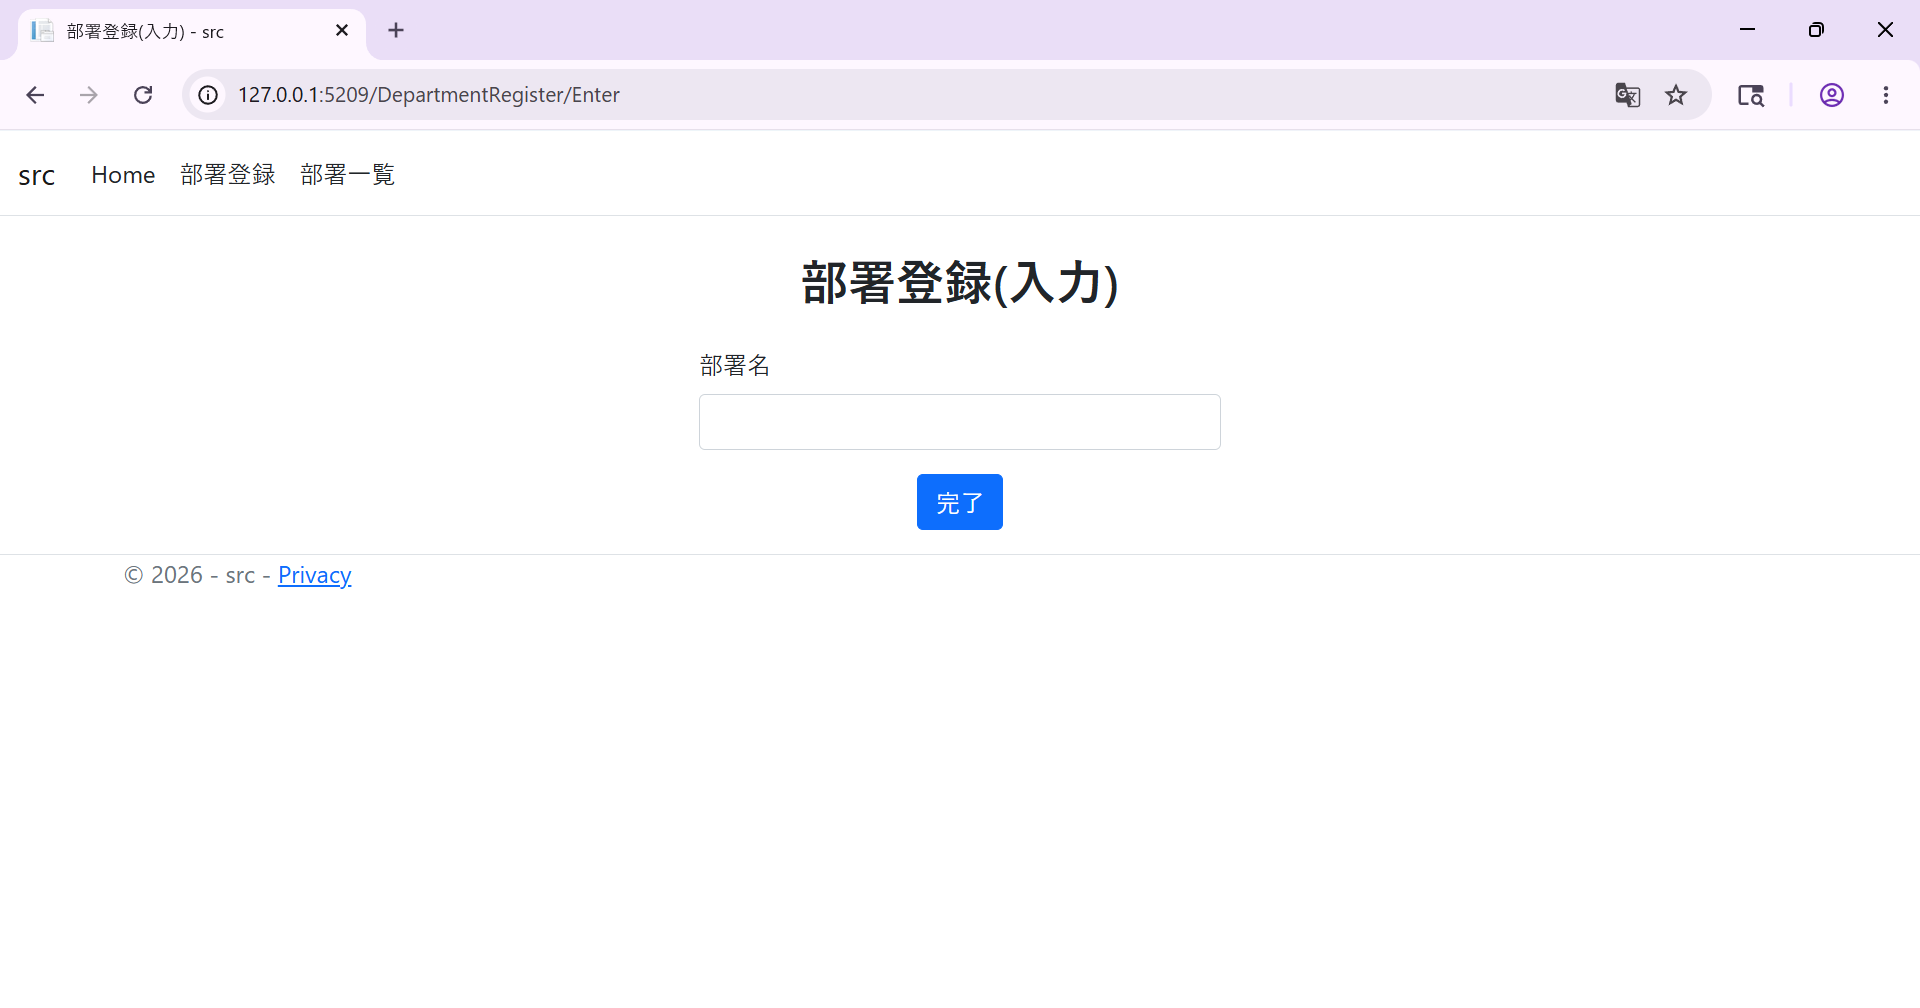 部署登録(入力) - src
127.0.0.1:5209/DepartmentRegister/Enter
src Home 部署登録 部署一覧
部署登録(入力)
部署名
完了
© 2026 - src - Privacy